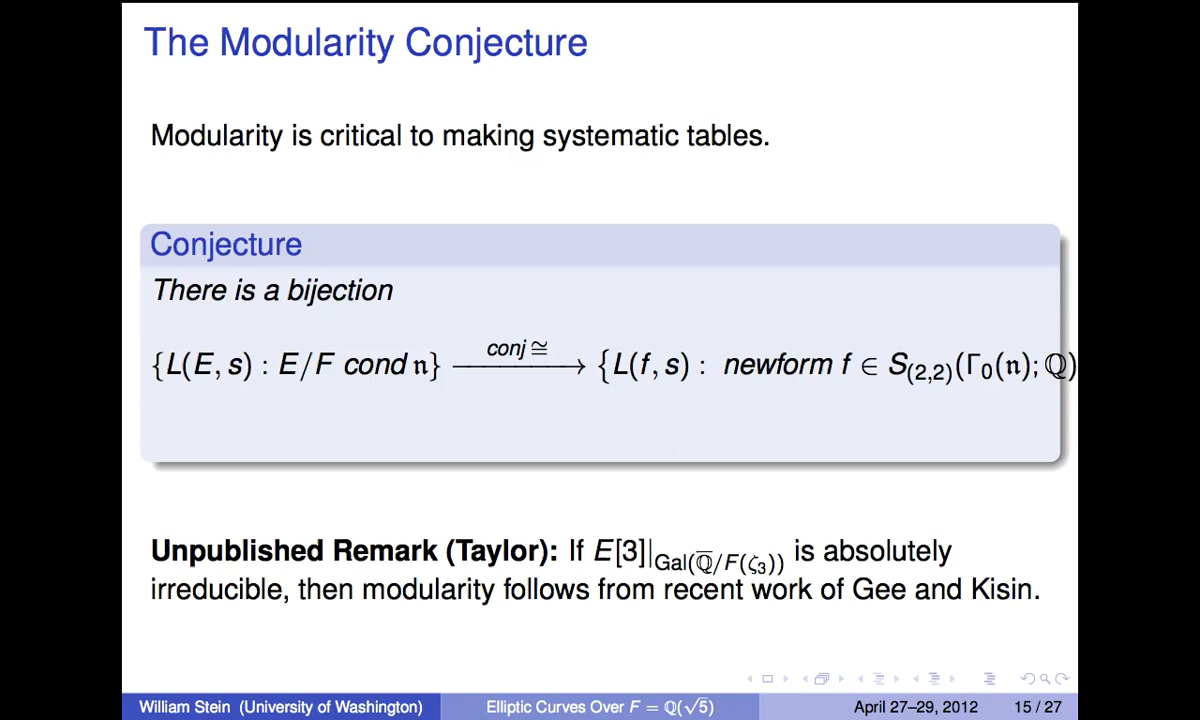 The Modularity Conjecture
Modularity is critical to making systematic tables.
Conjecture
There is a bijection
conj ≅
{L(E, s) : E/F cond 𝔫} ⟶ {L(f, s) : newform f ∈ S₍₂,₂₎(Γ₀(𝔫); ℚ)
Unpublished Remark (Taylor): If E[3]|_Gal(ℚ̅/F(ζ₃)) is absolutely
irreducible, then modularity follows from recent work of Gee and Kisin.
William Stein (University of Washington) Elliptic Curves Over F = ℚ(√5) April 27–29, 2012 15 / 27